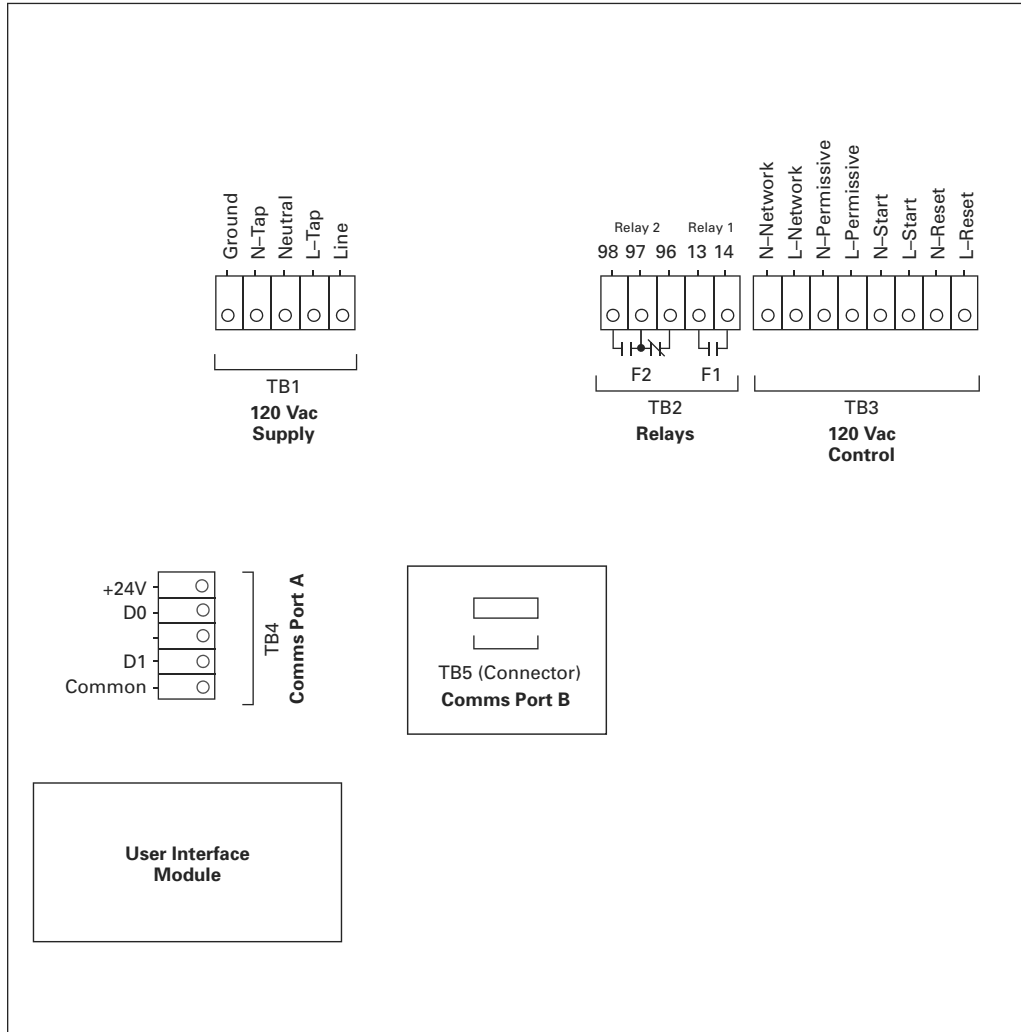 Ground
N–Tap
Neutral
L–Tap
Line
TB1
120 Vac
Supply
Relay 2
Relay 1
98 97 96 13 14
F2
F1
TB2
Relays
N–Network
L–Network
N–Permissive
L–Permissive
N–Start
L–Start
N–Reset
L–Reset
TB3
120 Vac
Control
+24V
D0
D1
Common
TB4
Comms Port A
TB5 (Connector)
Comms Port B
User Interface
Module